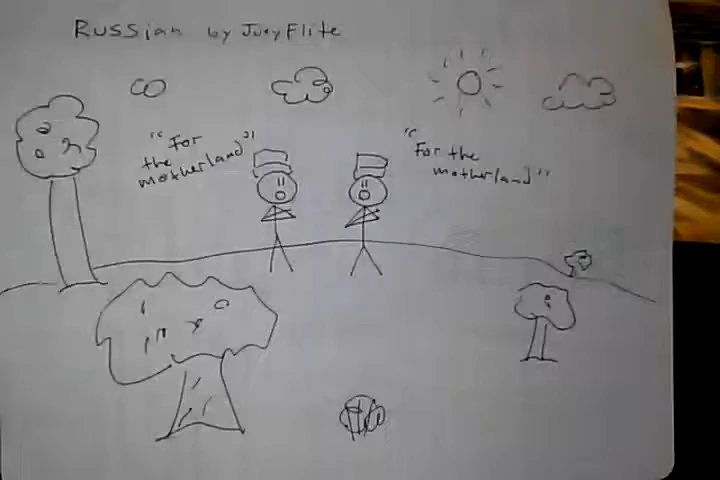 Russian by JoeyFlite
"For
the
motherland"
"For the
motherland"